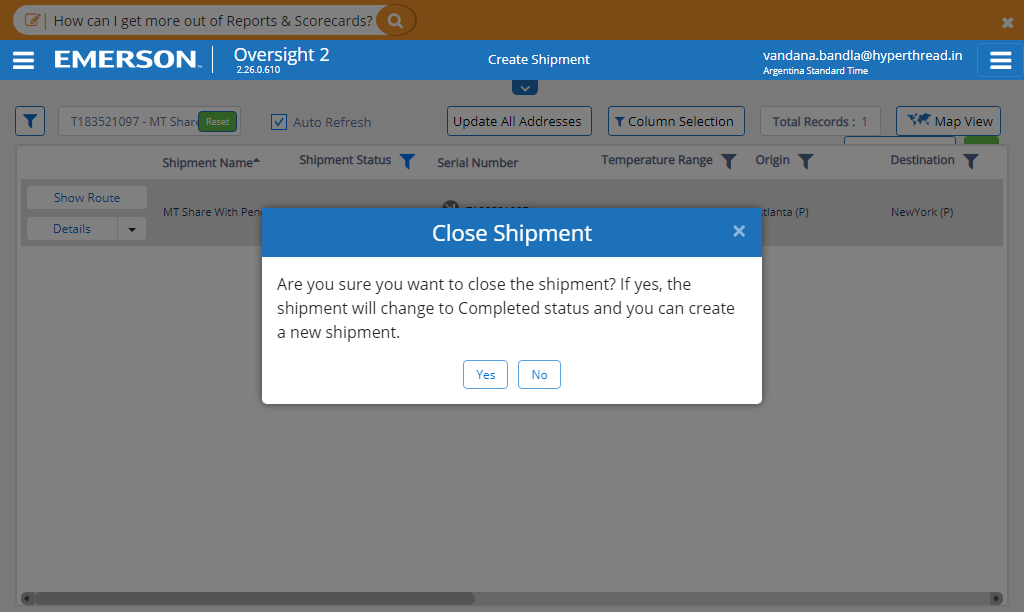 How can I get more out of Reports & Scorecards?
EMERSON
Oversight 2
2.26.0.610
Create Shipment
vandana.bandla@hyperthread.in
Argentina Standard Time
T183521097 - MT Share
Reset
Auto Refresh
Update All Addresses
Column Selection
Total Records : 1
Map View
Shipment Name
Shipment Status
Serial Number
Temperature Range
Origin
Destination
Show Route
Details
MT Share With Pen
Atlanta (P)
NewYork (P)
Close Shipment
×
Are you sure you want to close the shipment? If yes, the
shipment will change to Completed status and you can create
a new shipment.
Yes
No